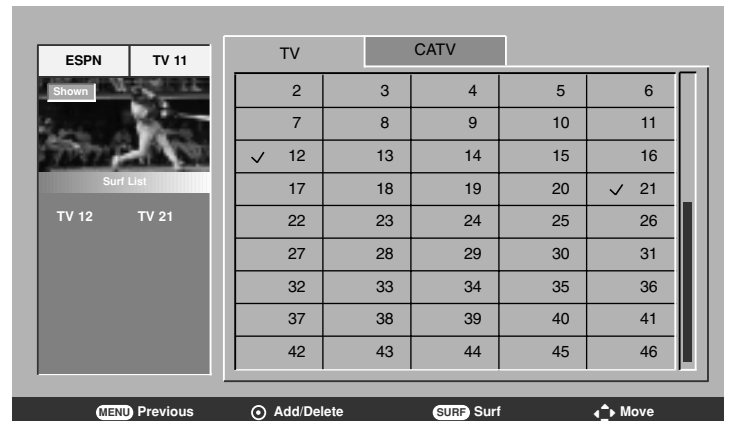 ESPN TV 11
Shown
Surf List
TV 12 TV 21
TV CATV
2 3 4 5 6
7 8 9 10 11
✓ 12 13 14 15 16
17 18 19 20 ✓ 21
22 23 24 25 26
27 28 29 30 31
32 33 34 35 36
37 38 39 40 41
42 43 44 45 46
MENU Previous Add/Delete SURF Surf Move